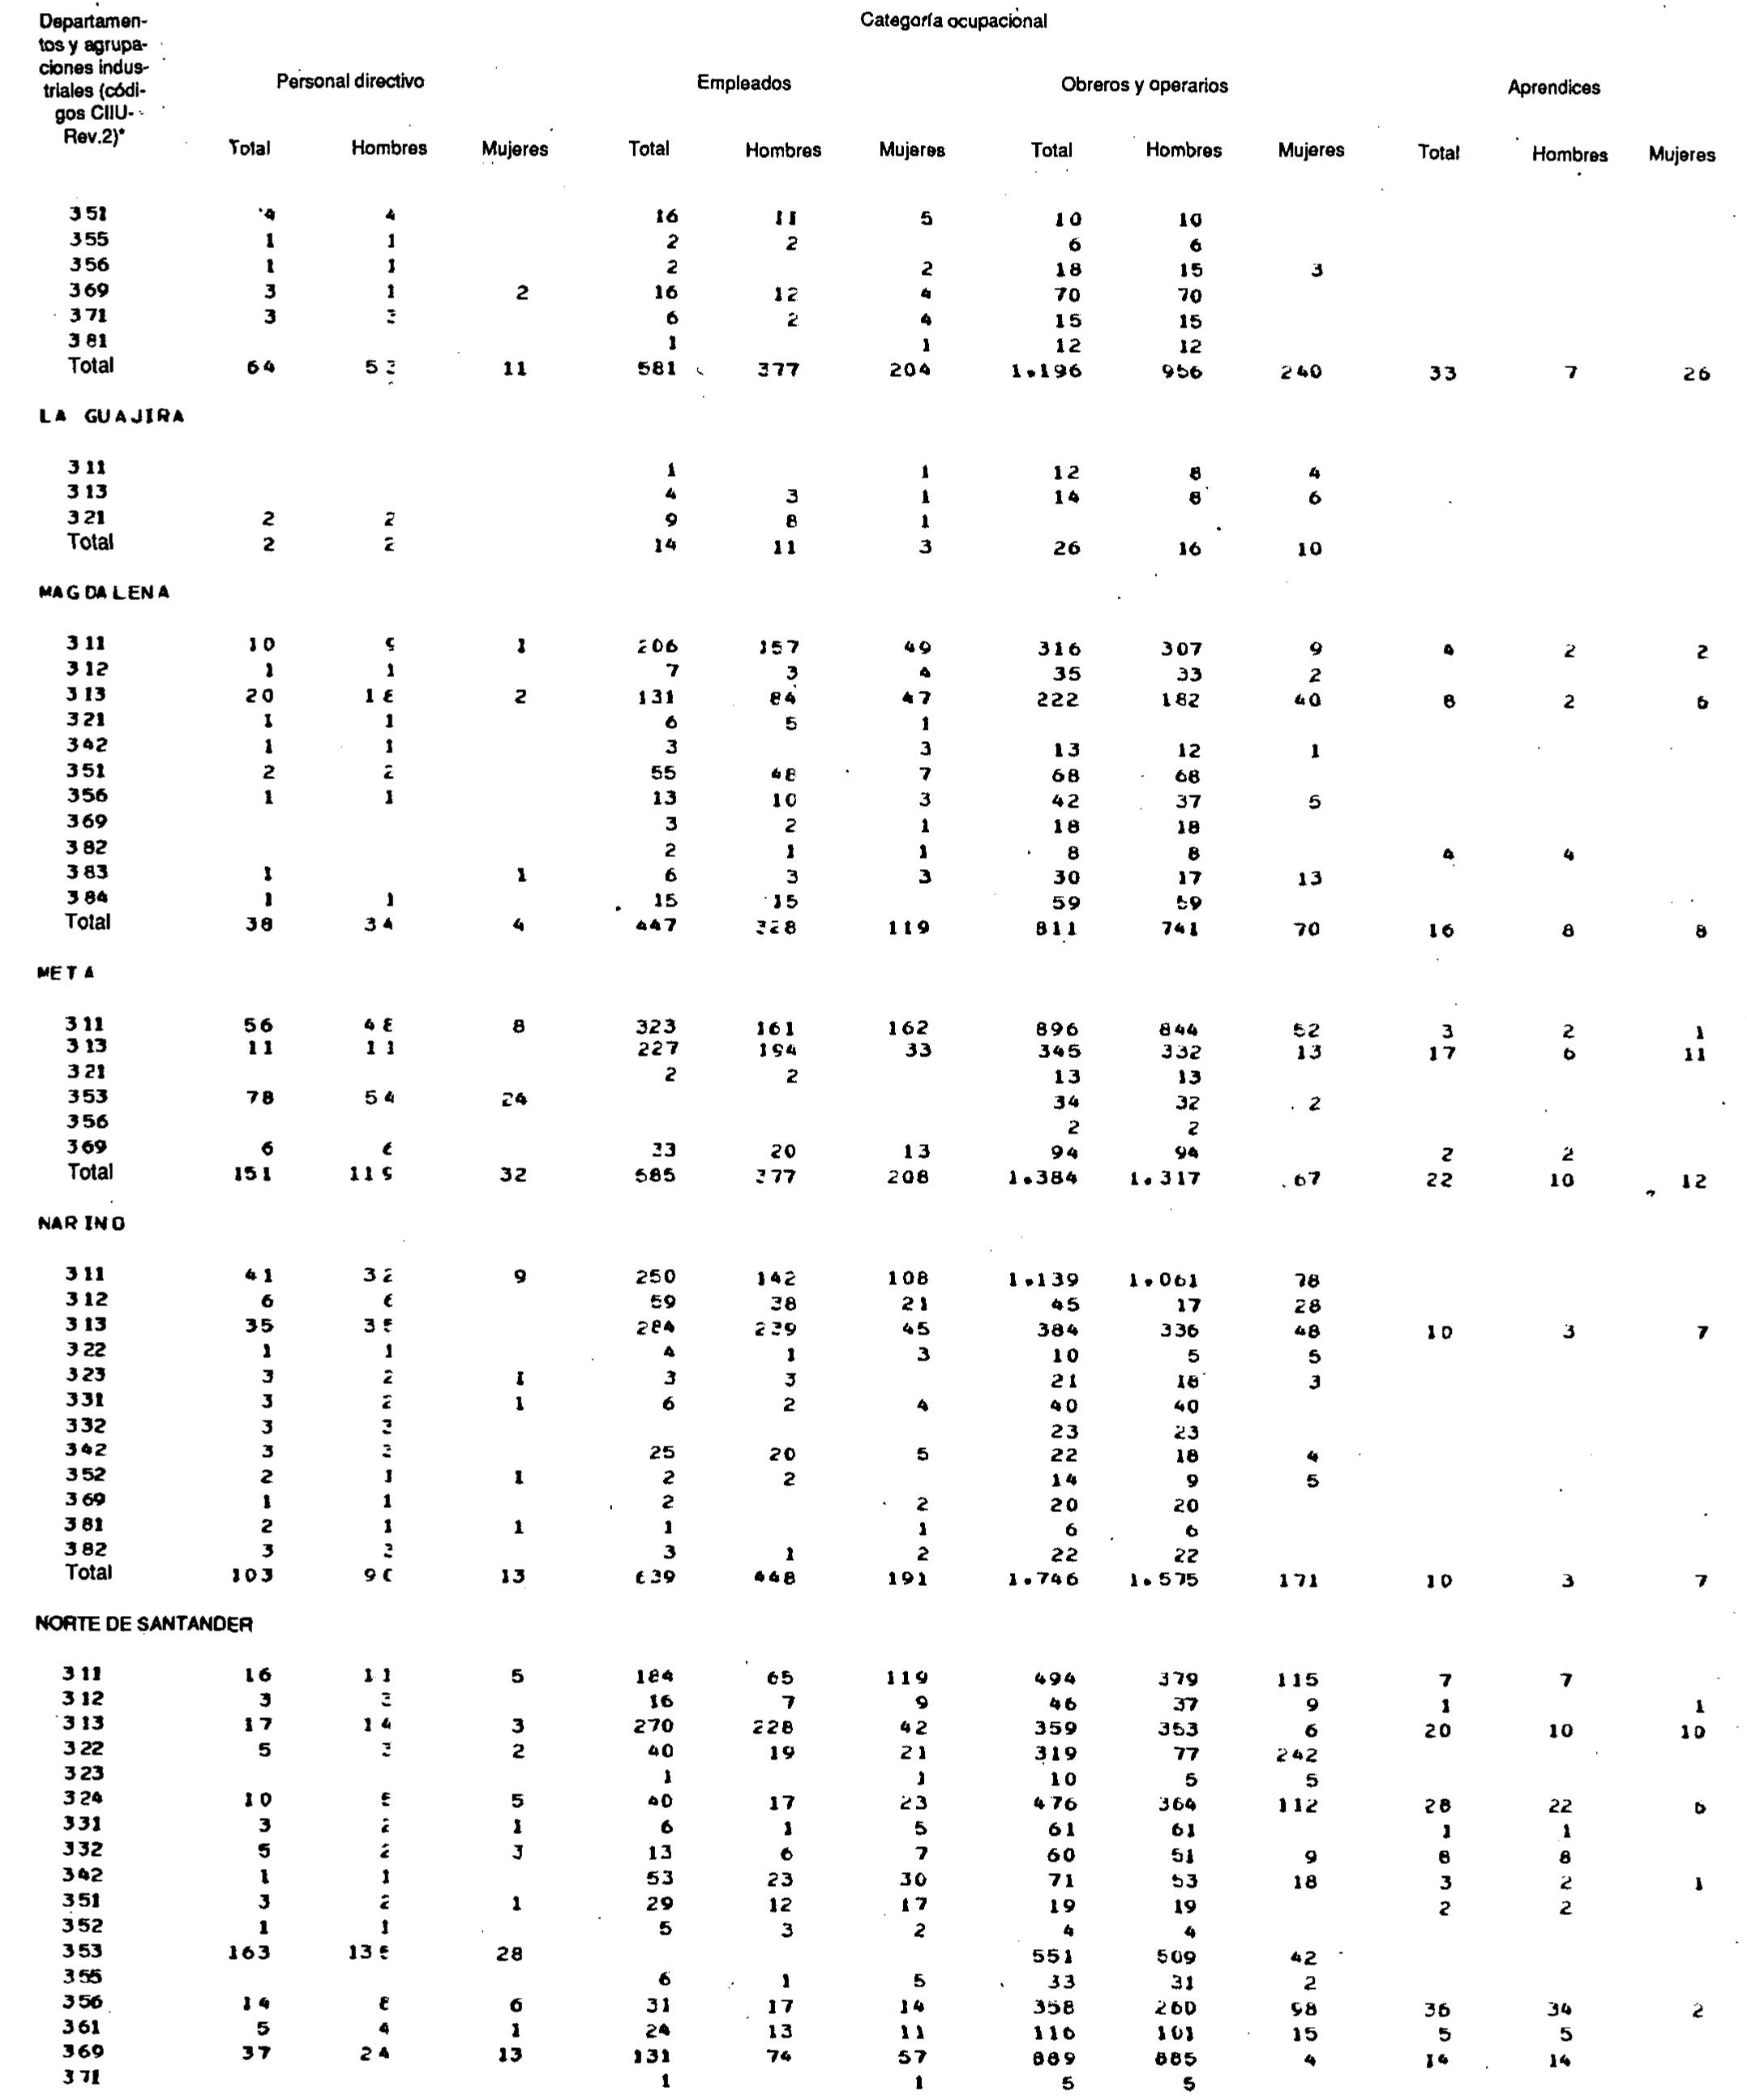 Departamen-
tos y agrupa-
ciones indus-
triales (códi-
gos CIIU-
Rev.2)*
Categoría ocupacional
Personal directivo Empleados Obreros y operarios Aprendices
Total Hombres Mujeres Total Hombres Mujeres Total Hombres Mujeres Total Hombres Mujeres
351 4 4 16 11 5 10 10
355 1 1 2 2 6 6
356 1 1 2 2 18 15 3
369 3 1 2 16 12 4 70 70
371 3 3 6 2 4 15 15
381 1 1 12 12
Total 64 53 11 581 377 204 1.196 956 240 33 7 26
LA GUAJIRA
311 1 1 12 8 4
313 4 3 1 14 8 6
321 2 2 9 8 1
Total 2 2 14 11 3 26 16 10
MAGDALENA
311 10 9 1 206 157 49 316 307 9 4 2 2
312 1 1 7 3 4 35 33 2
313 20 18 2 131 84 47 222 182 40 8 2 6
321 1 1 6 5 1
342 1 1 3 3 13 12 1
351 2 2 55 48 7 68 68
356 1 1 13 10 3 42 37 5
369 3 2 1 18 18
382 2 1 1 8 8 4 4
383 1 1 6 3 3 30 17 13
384 1 1 15 15 59 59
Total 38 34 4 447 328 119 811 741 70 16 8 8
META
311 56 48 8 323 161 162 896 844 52 3 2 1
313 11 11 227 194 33 345 332 13 17 6 11
321 2 2 13 13
353 78 54 24 34 32 2
356 2 2
369 6 6 33 20 13 94 94 2 2
Total 151 119 32 585 377 208 1.384 1.317 67 22 10 12
NARINO
311 41 32 9 250 142 108 1.139 1.061 78
312 6 6 59 38 21 45 17 28
313 35 35 284 239 45 384 336 48 10 3 7
322 1 1 4 1 3 10 5 5
323 3 2 1 3 3 21 18 3
331 3 2 1 6 2 4 40 40
332 3 3 23 23
342 3 3 25 20 5 22 18 4
352 2 1 1 2 2 14 9 5
369 1 1 2 2 20 20
381 2 1 1 1 1 6 6
382 3 3 3 1 2 22 22
Total 103 90 13 639 448 191 1.746 1.575 171 10 3 7
NORTE DE SANTANDER
311 16 11 5 184 65 119 494 379 115 7 7
312 3 3 16 7 9 46 37 9 1 1
313 17 14 3 270 228 42 359 353 6 20 10 10
322 5 3 2 40 19 21 319 77 242
323 1 1 10 5 5
324 10 5 5 40 17 23 476 364 112 28 22 6
331 3 2 1 6 1 5 61 61 1 1
332 5 2 3 13 6 7 60 51 9 8 8
342 1 1 53 23 30 71 53 18 3 2 1
351 3 2 1 29 12 17 19 19 2 2
352 1 1 5 3 2 4 4
353 163 135 28 551 509 42
355 6 1 5 33 31 2
356 14 8 6 31 17 14 358 260 98 36 34 2
361 5 4 1 24 13 11 116 101 15 5 5
369 37 24 13 131 74 57 889 885 4 14 14
371 1 1 5 5